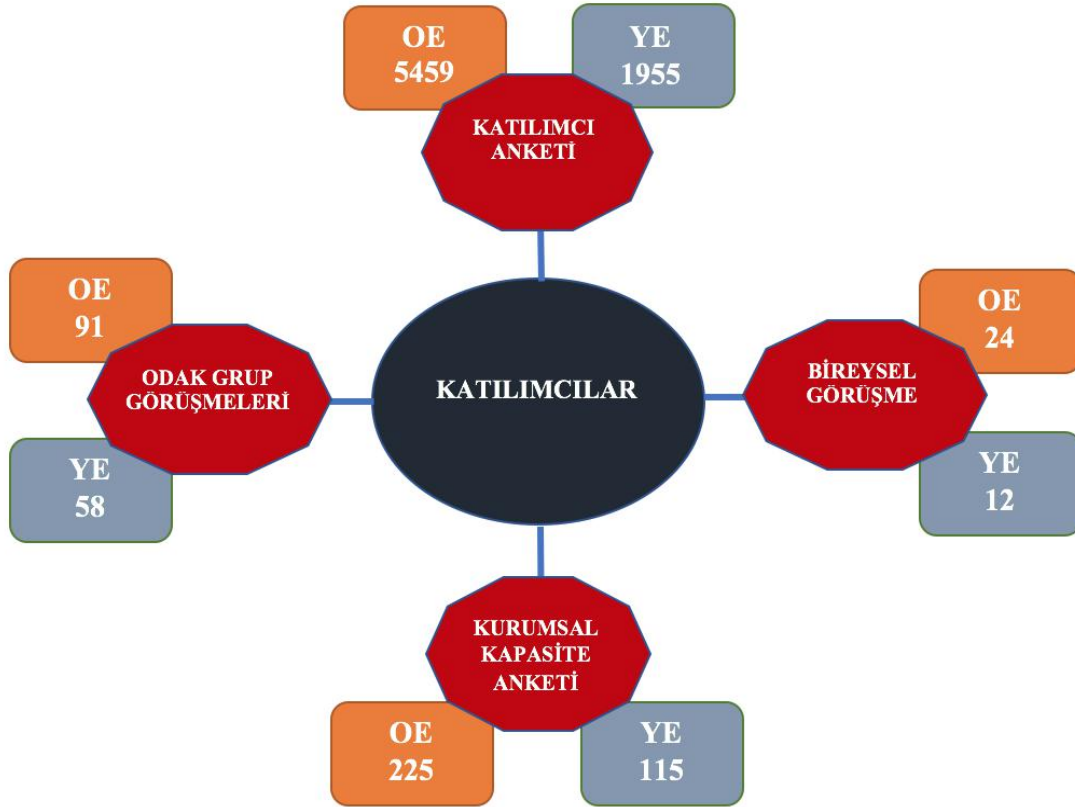 OE
5459
YE
1955
KATILIMCI
ANKETİ
OE
91
ODAK GRUP
GÖRÜŞMELERİ
YE
58
KATILIMCILAR
OE
24
BİREYSEL
GÖRÜŞME
YE
12
KURUMSAL
KAPASİTE
ANKETİ
OE
225
YE
115